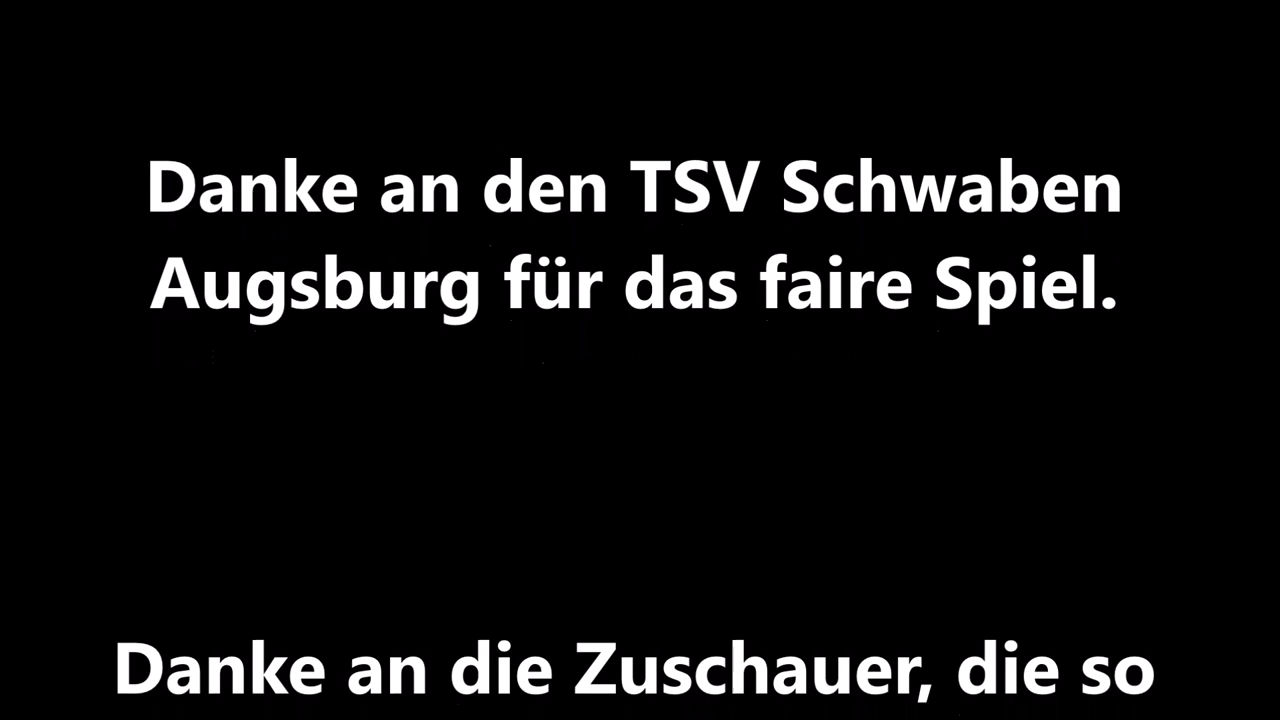 Danke an den TSV Schwaben
Augsburg für das faire Spiel.
Danke an die Zuschauer, die so